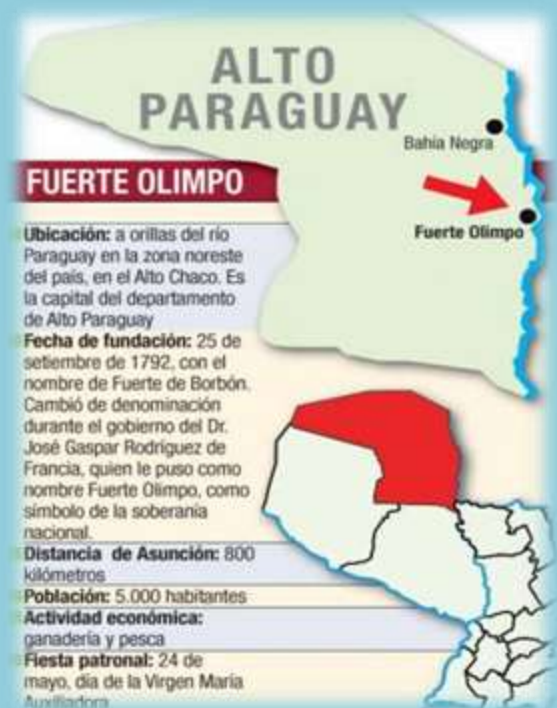 ALTO
PARAGUAY
Bahía Negra
Fuerte Olimpo
FUERTE OLIMPO
Ubicación: a orillas del río
Paraguay en la zona noreste
del país, en el Alto Chaco. Es
la capital del departamento
de Alto Paraguay
Fecha de fundación: 25 de
setiembre de 1792, con el
nombre de Fuerte de Borbón.
Cambió de denominación
durante el gobierno del Dr.
José Gaspar Rodríguez de
Francia, quien le puso como
nombre Fuerte Olimpo, como
símbolo de la soberanía
nacional.
Distancia de Asunción: 800
kilómetros
Población: 5.000 habitantes
Actividad económica:
ganadería y pesca
Fiesta patronal: 24 de
mayo, día de la Virgen María
Auxiliadora